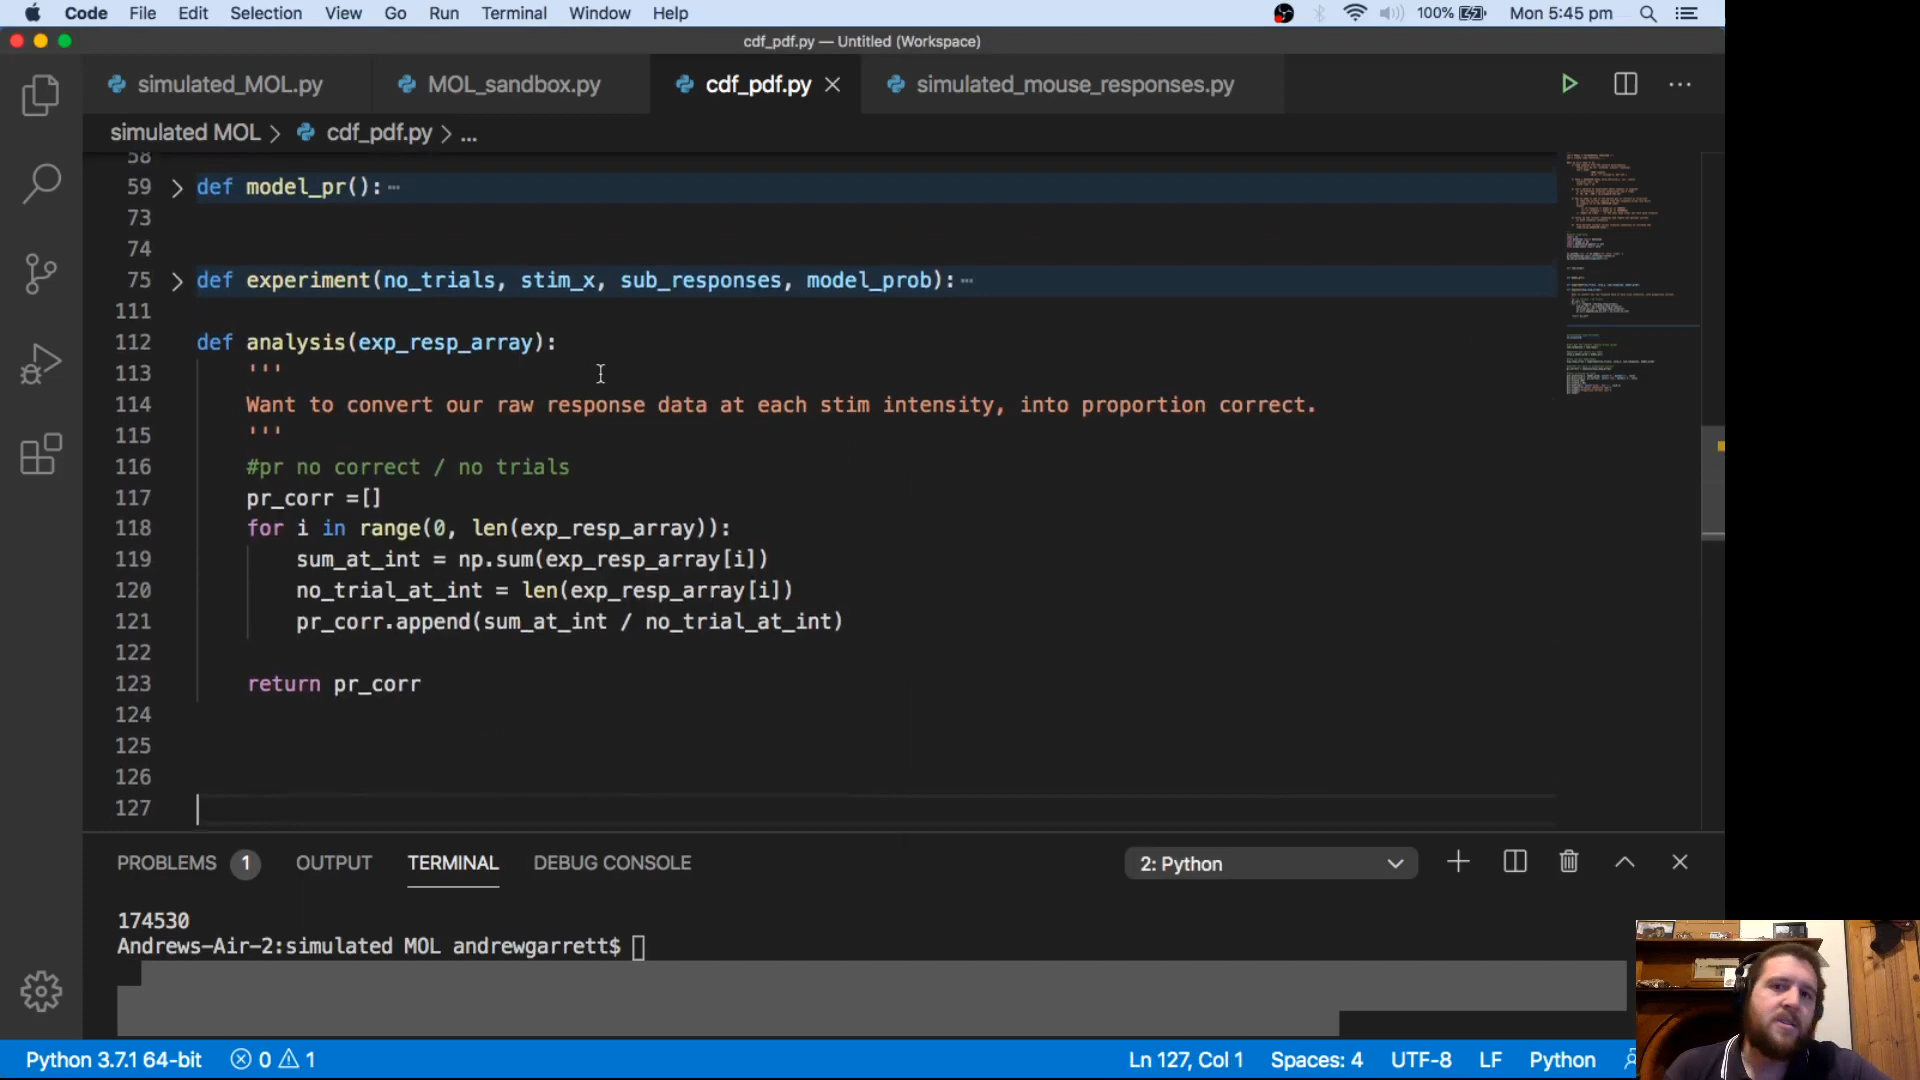 Code File Edit Selection View Go Run Terminal Window Help 100% Mon 5:45 pm
cdf_pdf.py — Untitled (Workspace)
simulated_MOL.py MOL_sandbox.py cdf_pdf.py simulated_mouse_responses.py
simulated MOL > cdf_pdf.py > ...
58
59 def model_pr():
73
74
75 def experiment(no_trials, stim_x, sub_responses, model_prob):
111
112 def analysis(exp_resp_array):
113 '''
114 Want to convert our raw response data at each stim intensity, into proportion correct.
115 '''
116 #pr no correct / no trials
117 pr_corr =[]
118 for i in range(0, len(exp_resp_array)):
119 sum_at_int = np.sum(exp_resp_array[i])
120 no_trial_at_int = len(exp_resp_array[i])
121 pr_corr.append(sum_at_int / no_trial_at_int)
122
123 return pr_corr
124
125
126
127
PROBLEMS 1 OUTPUT TERMINAL DEBUG CONSOLE 2: Python
174530
Andrews-Air-2:simulated MOL andrewgarrett$
Python 3.7.1 64-bit 0 1 Ln 127, Col 1 Spaces: 4 UTF-8 LF Python